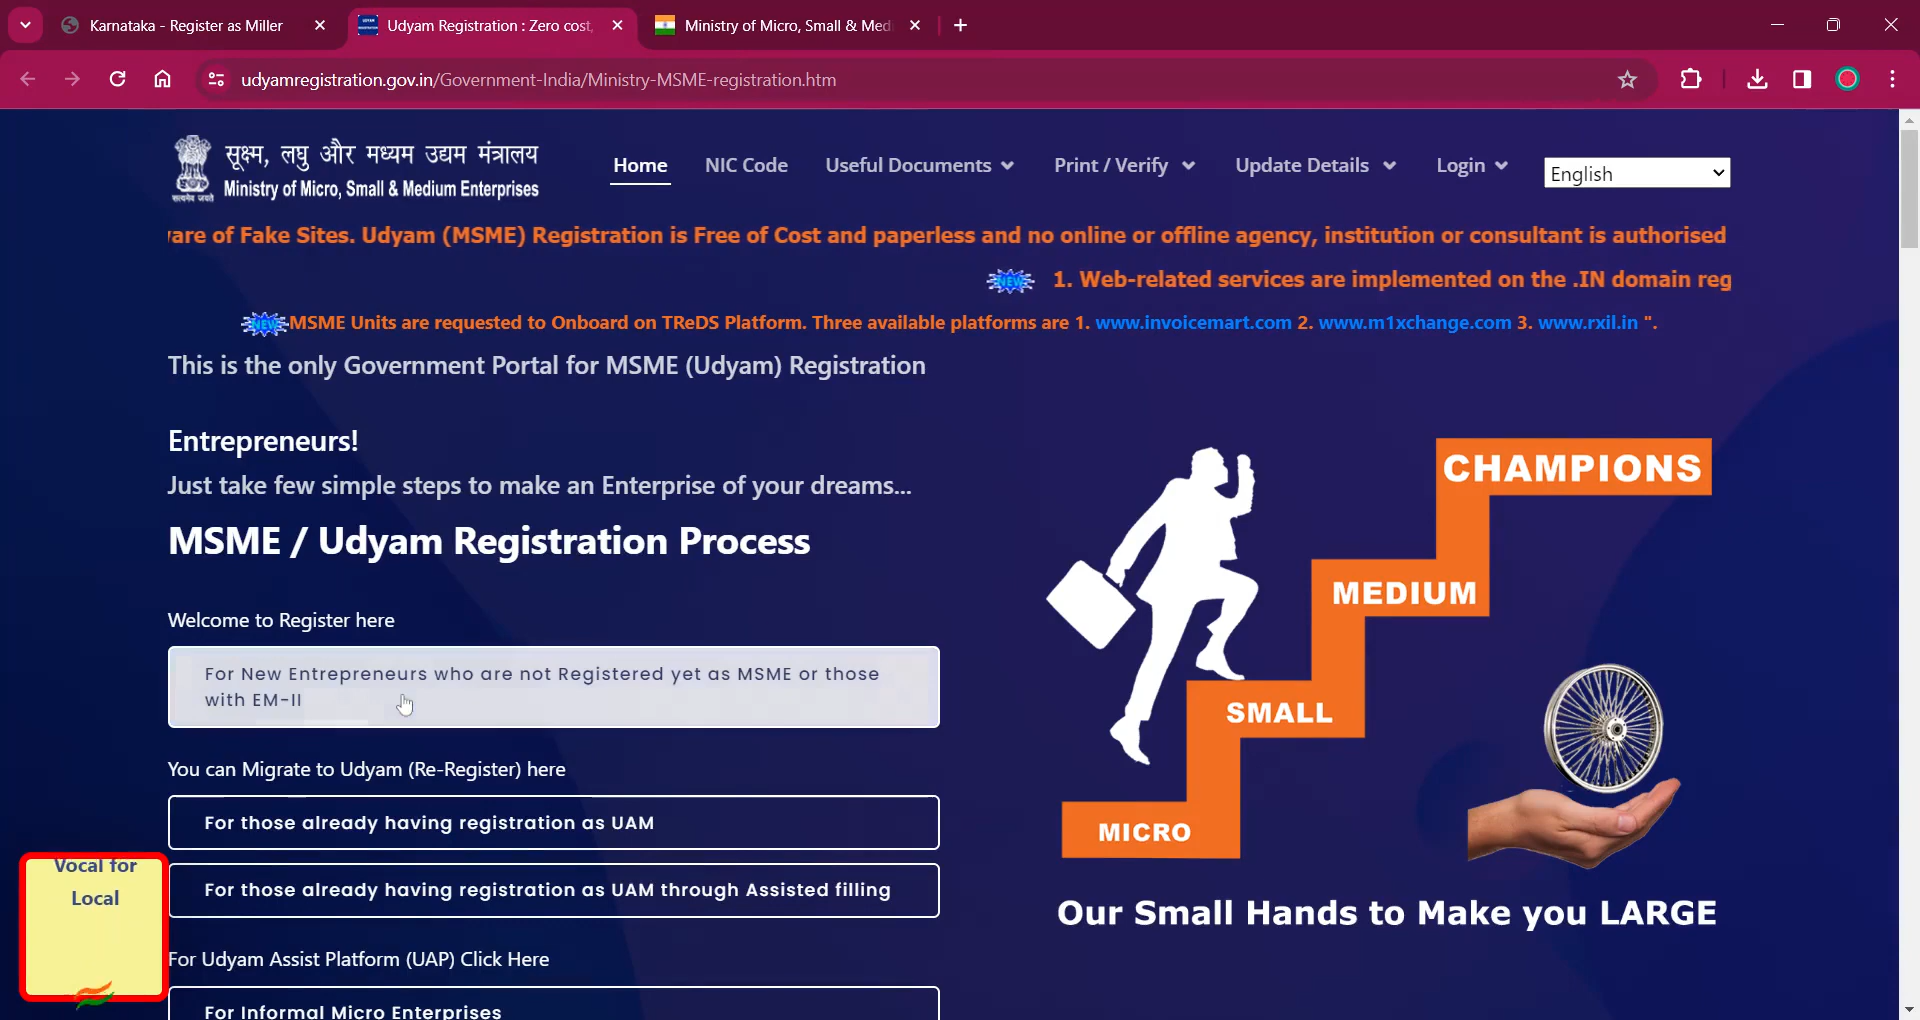 Karnataka - Register as Miller
Udyam Registration : Zero cost,
Ministry of Micro, Small & Med
udyamregistration.gov.in/Government-India/Ministry-MSME-registration.htm
सूक्ष्म, लघु और मध्यम उद्यम मंत्रालय
Ministry of Micro, Small & Medium Enterprises
सत्यमेव जयते
Home
NIC Code
Useful Documents
Print / Verify
Update Details
Login
English
are of Fake Sites. Udyam (MSME) Registration is Free of Cost and paperless and no online or offline agency, institution or consultant is authorised
NEW 1. Web-related services are implemented on the .IN domain reg
NEW MSME Units are requested to Onboard on TReDS Platform. Three available platforms are 1. www.invoicemart.com 2. www.m1xchange.com 3. www.rxil.in ".
This is the only Government Portal for MSME (Udyam) Registration
Entrepreneurs!
Just take few simple steps to make an Enterprise of your dreams...
MSME / Udyam Registration Process
Welcome to Register here
For New Entrepreneurs who are not Registered yet as MSME or those
with EM-II
You can Migrate to Udyam (Re-Register) here
For those already having registration as UAM
For those already having registration as UAM through Assisted filling
For Udyam Assist Platform (UAP) Click Here
For Informal Micro Enterprises
Vocal for
Local
CHAMPIONS
MEDIUM
SMALL
MICRO
Our Small Hands to Make you LARGE